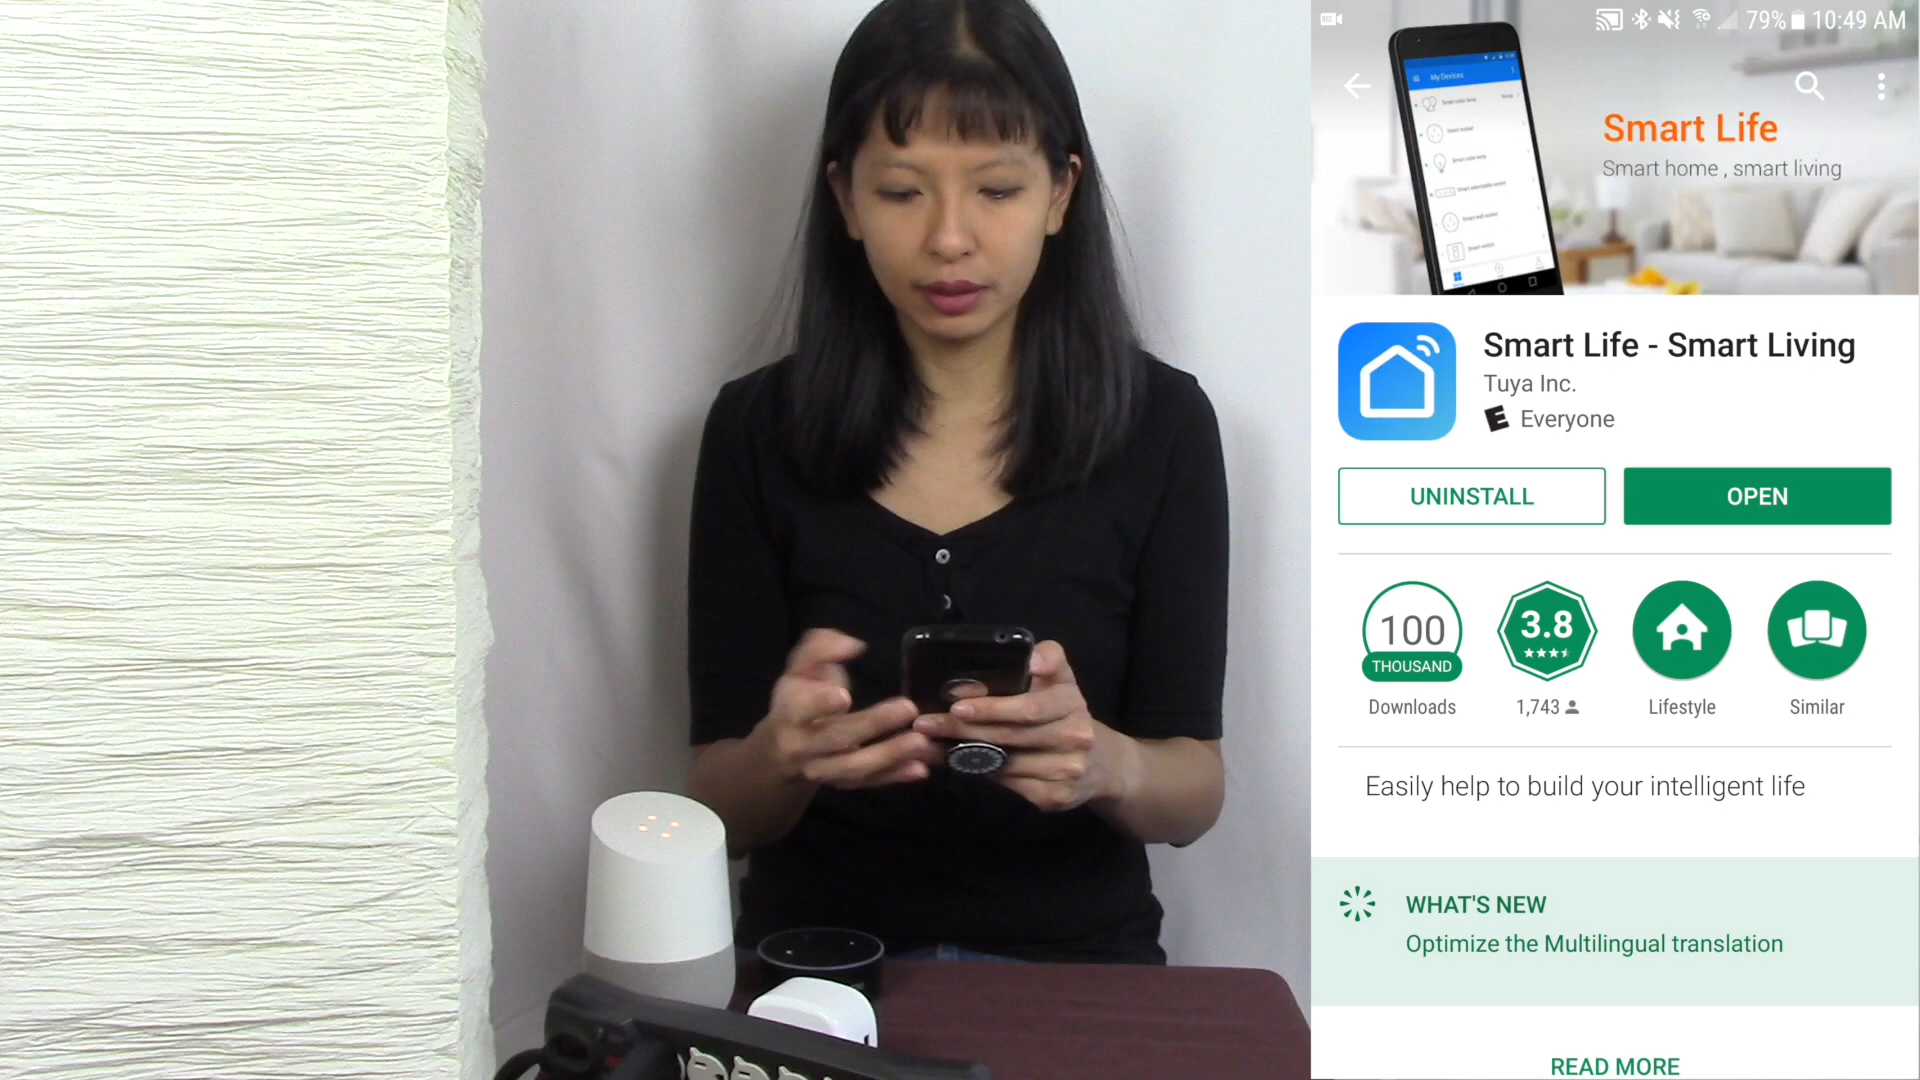 79% 10:49 AM
My Devices
Smart Life
Smart home , smart living
Smart Life - Smart Living
Tuya Inc.
E Everyone
UNINSTALL
OPEN
100
THOUSAND
Downloads
3.8
1,743
Lifestyle
Similar
Easily help to build your intelligent life
WHAT'S NEW
Optimize the Multilingual translation
READ MORE